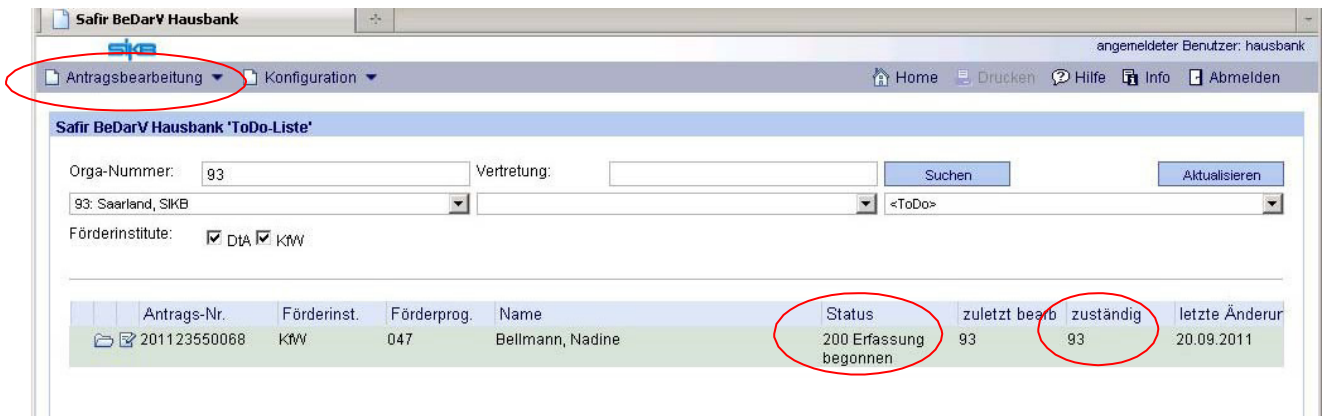 Safir BeDarV Hausbank
SIKB
angemeldeter Benutzer: hausbank
Antragsbearbeitung Konfiguration Home Drucken Hilfe Info Abmelden
Safir BeDarV Hausbank 'ToDo-Liste'
Orga-Nummer: 93 Vertretung: Suchen Aktualisieren
93: Saarland, SIKB <ToDo>
Förderinstitute: DtA KfW
Antrags-Nr. Förderinst. Förderprog. Name Status zuletzt bearb zuständig letzte Änderur
201123550068 KfW 047 Bellmann, Nadine 200 Erfassung 93 93 20.09.2011
begonnen